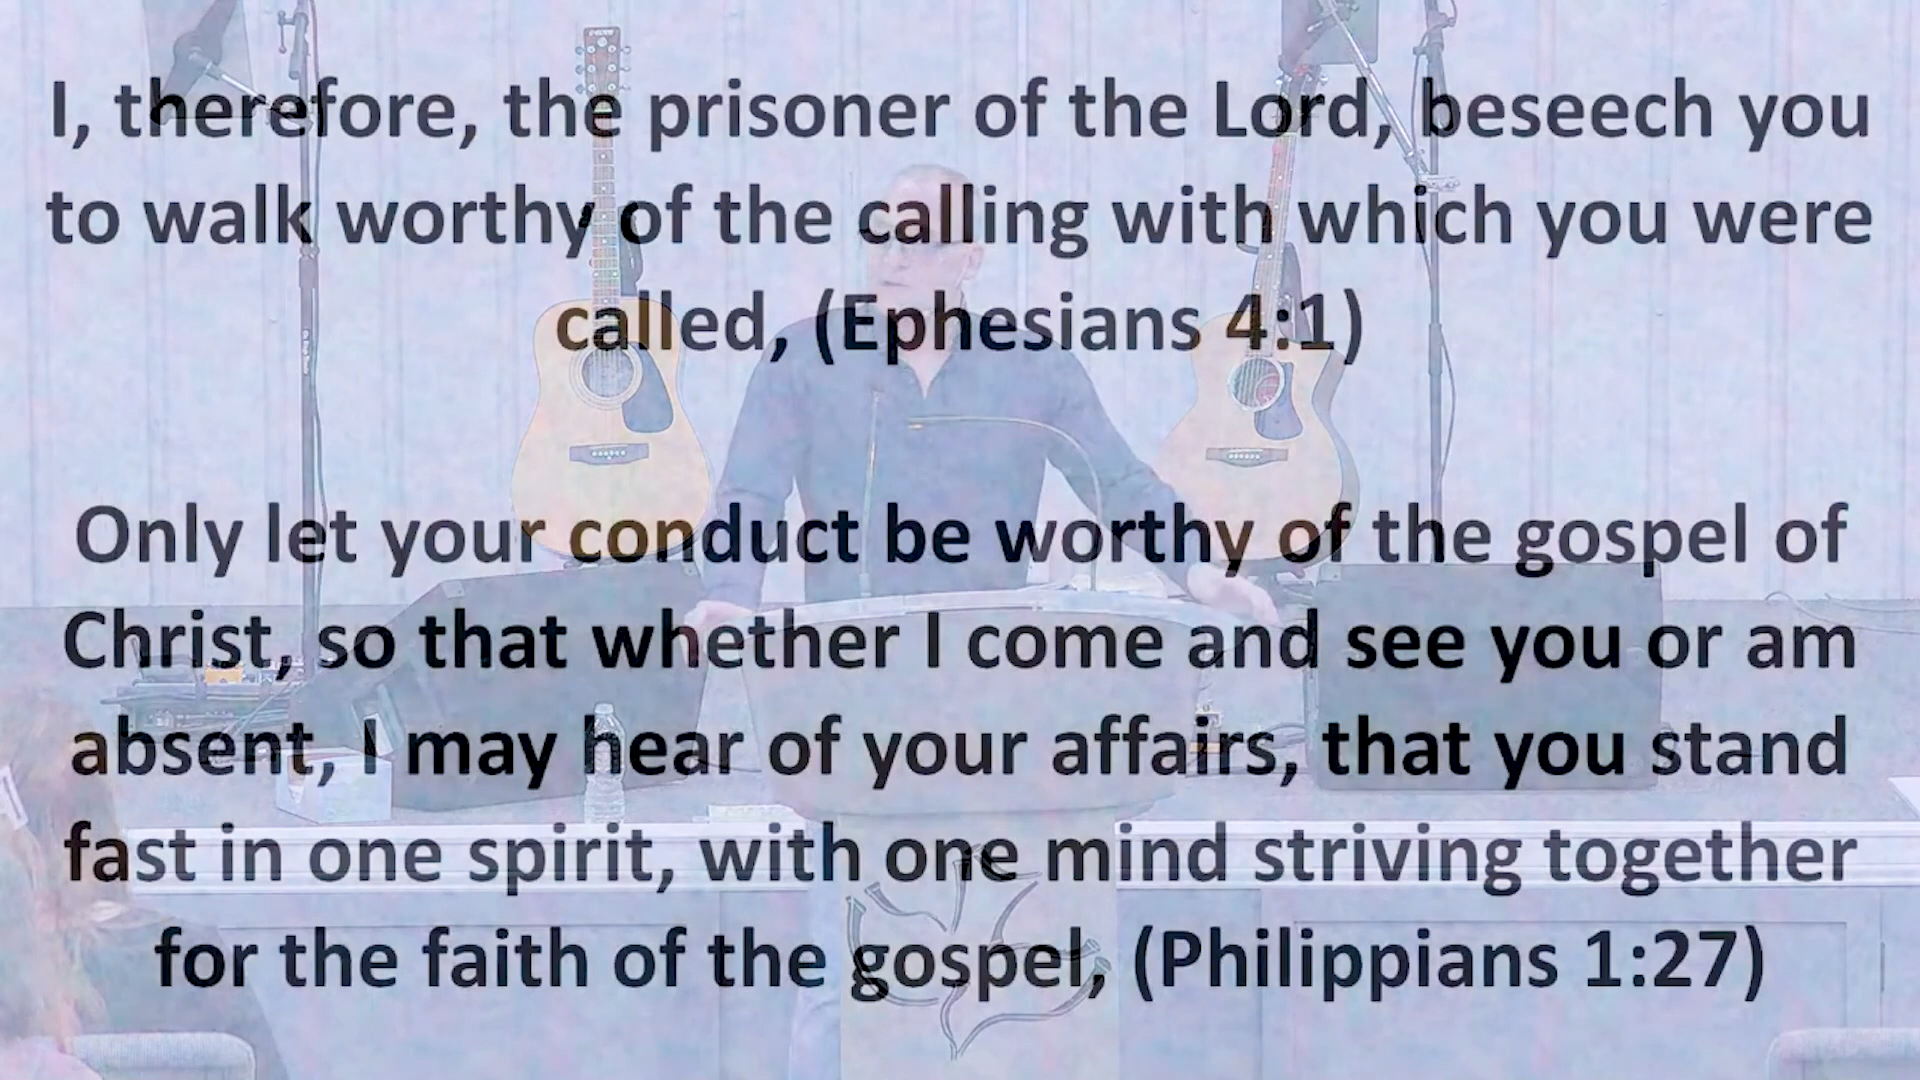 I, therefore, the prisoner of the Lord, beseech you
to walk worthy of the calling with which you were
called, (Ephesians 4:1)
Only let your conduct be worthy of the gospel of
Christ, so that whether I come and see you or am
absent, I may hear of your affairs, that you stand
fast in one spirit, with one mind striving together
for the faith of the gospel, (Philippians 1:27)